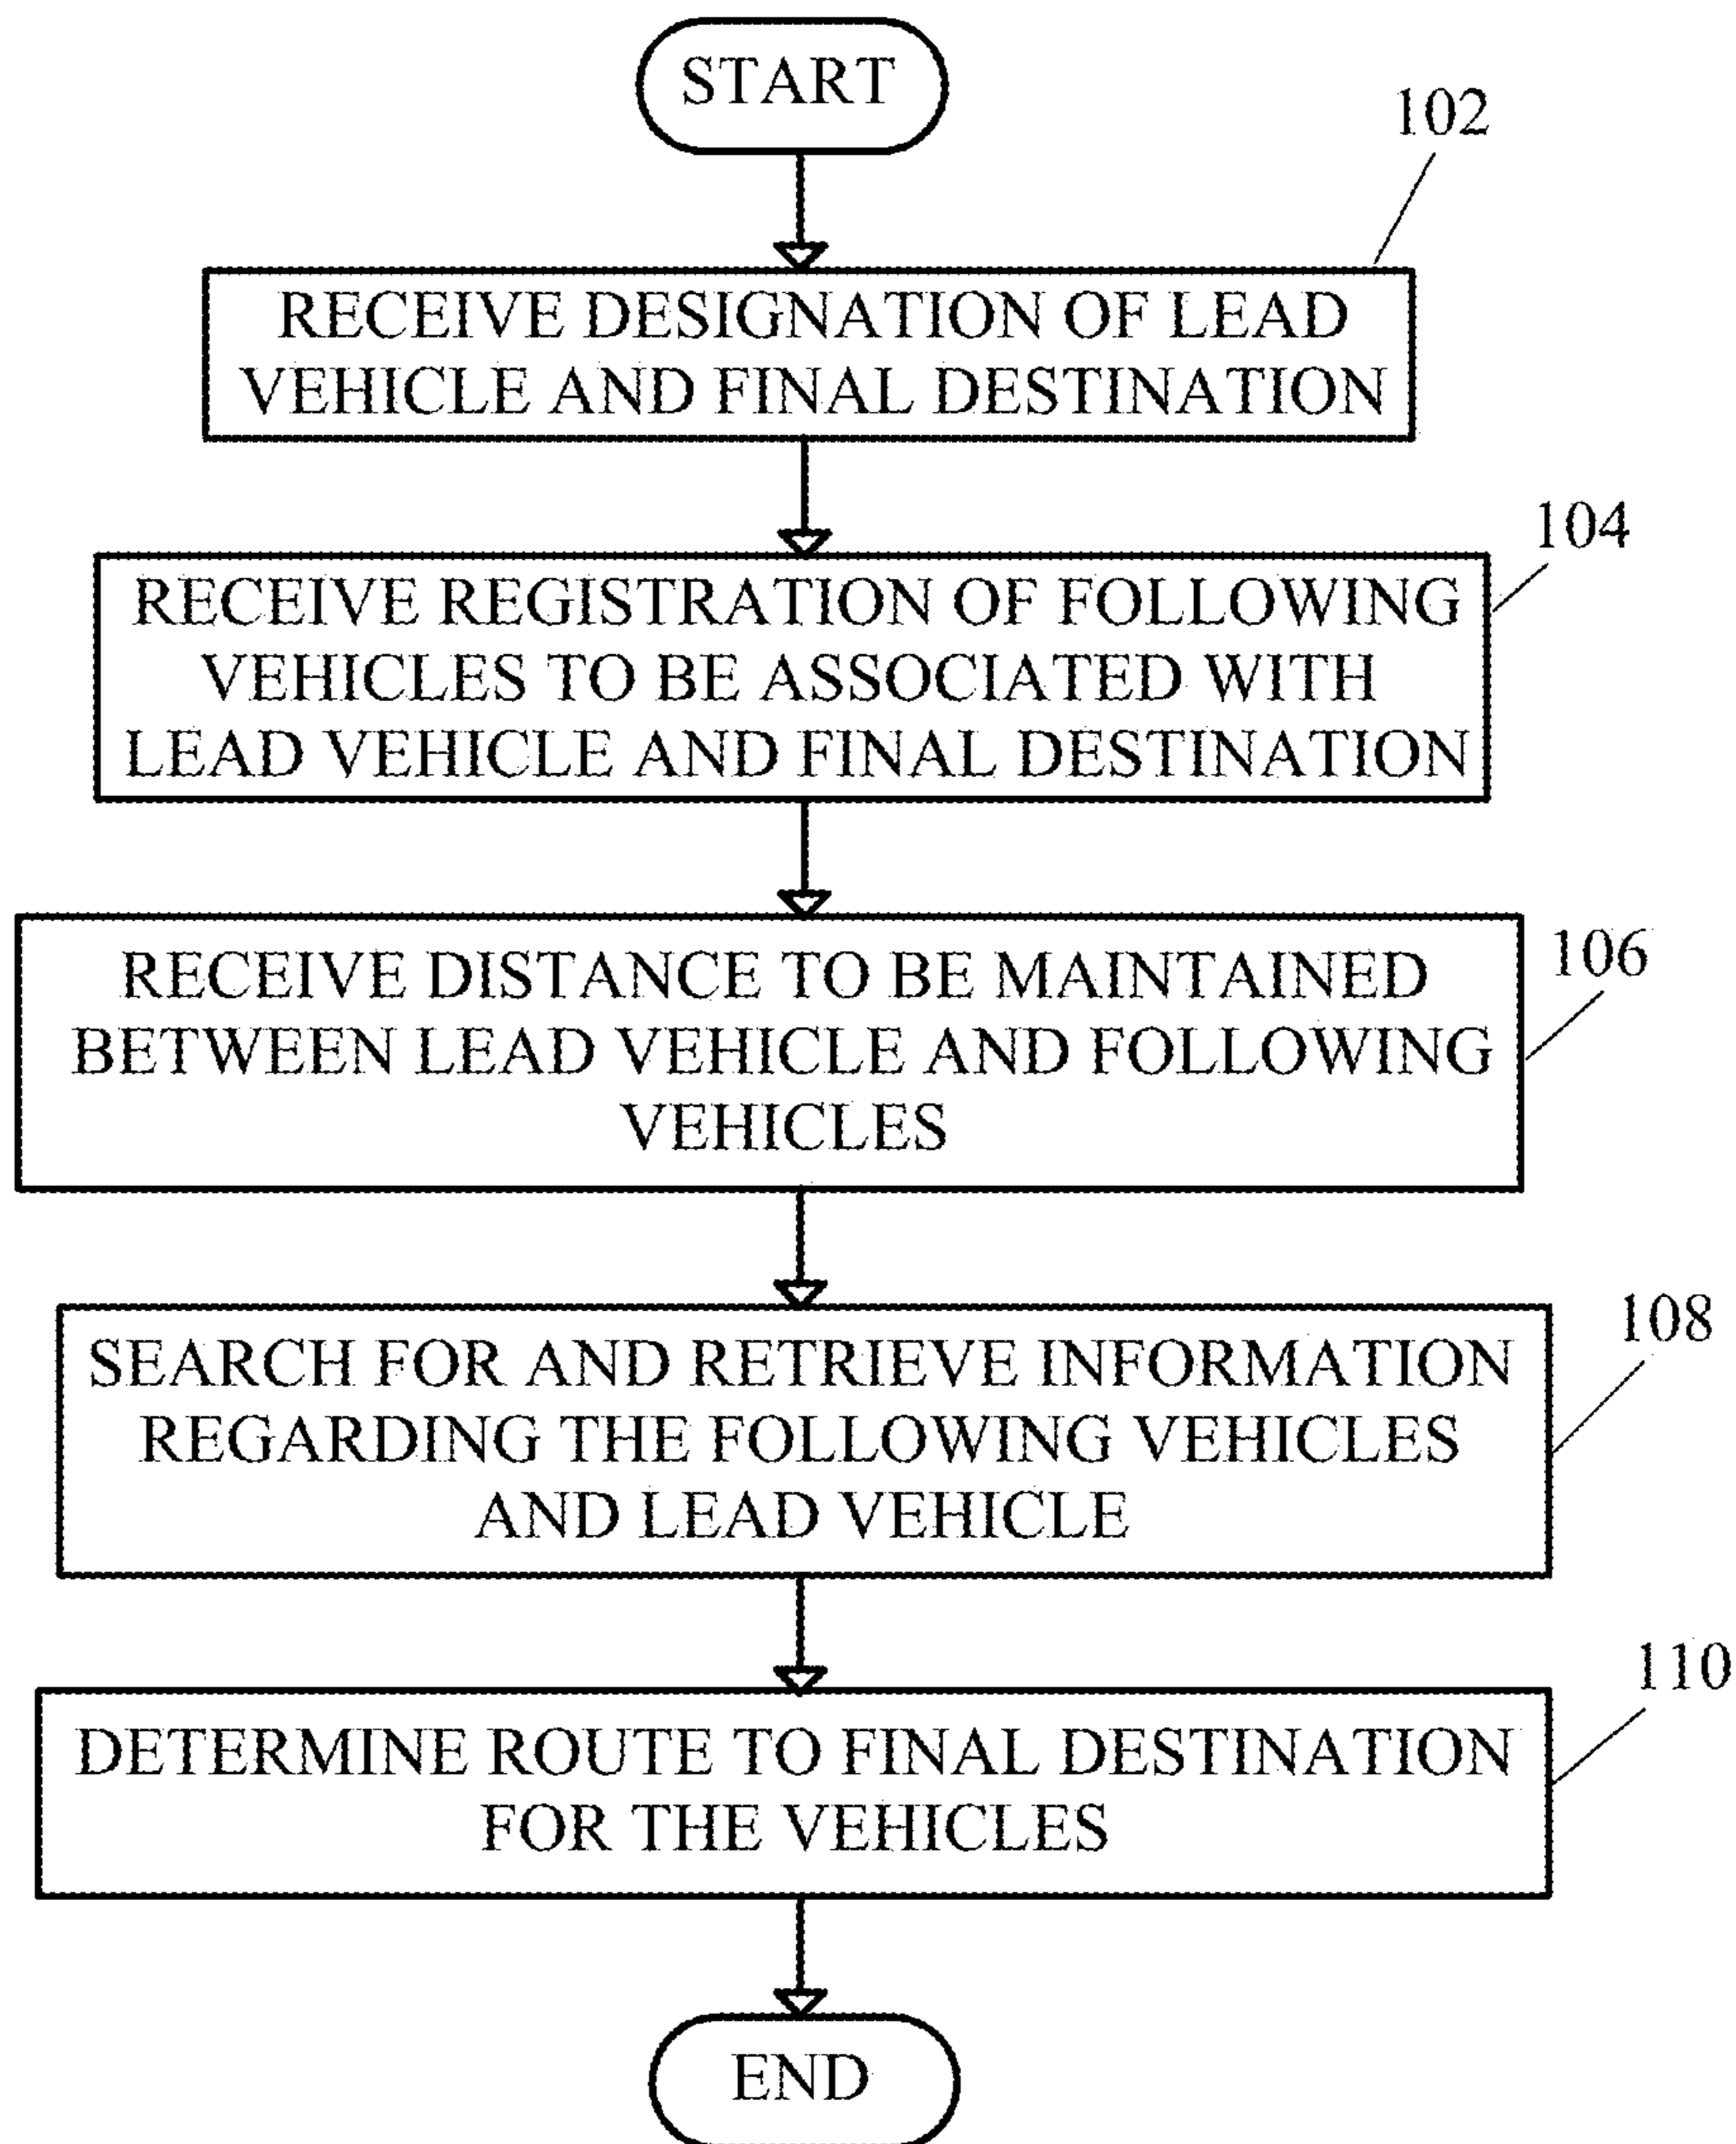 START
102
RECEIVE DESIGNATION OF LEAD
VEHICLE AND FINAL DESTINATION
104
RECEIVE REGISTRATION OF FOLLOWING
VEHICLES TO BE ASSOCIATED WITH
LEAD VEHICLE AND FINAL DESTINATION
106
RECEIVE DISTANCE TO BE MAINTAINED
BETWEEN LEAD VEHICLE AND FOLLOWING
VEHICLES
108
SEARCH FOR AND RETRIEVE INFORMATION
REGARDING THE FOLLOWING VEHICLES
AND LEAD VEHICLE
110
DETERMINE ROUTE TO FINAL DESTINATION
FOR THE VEHICLES
END